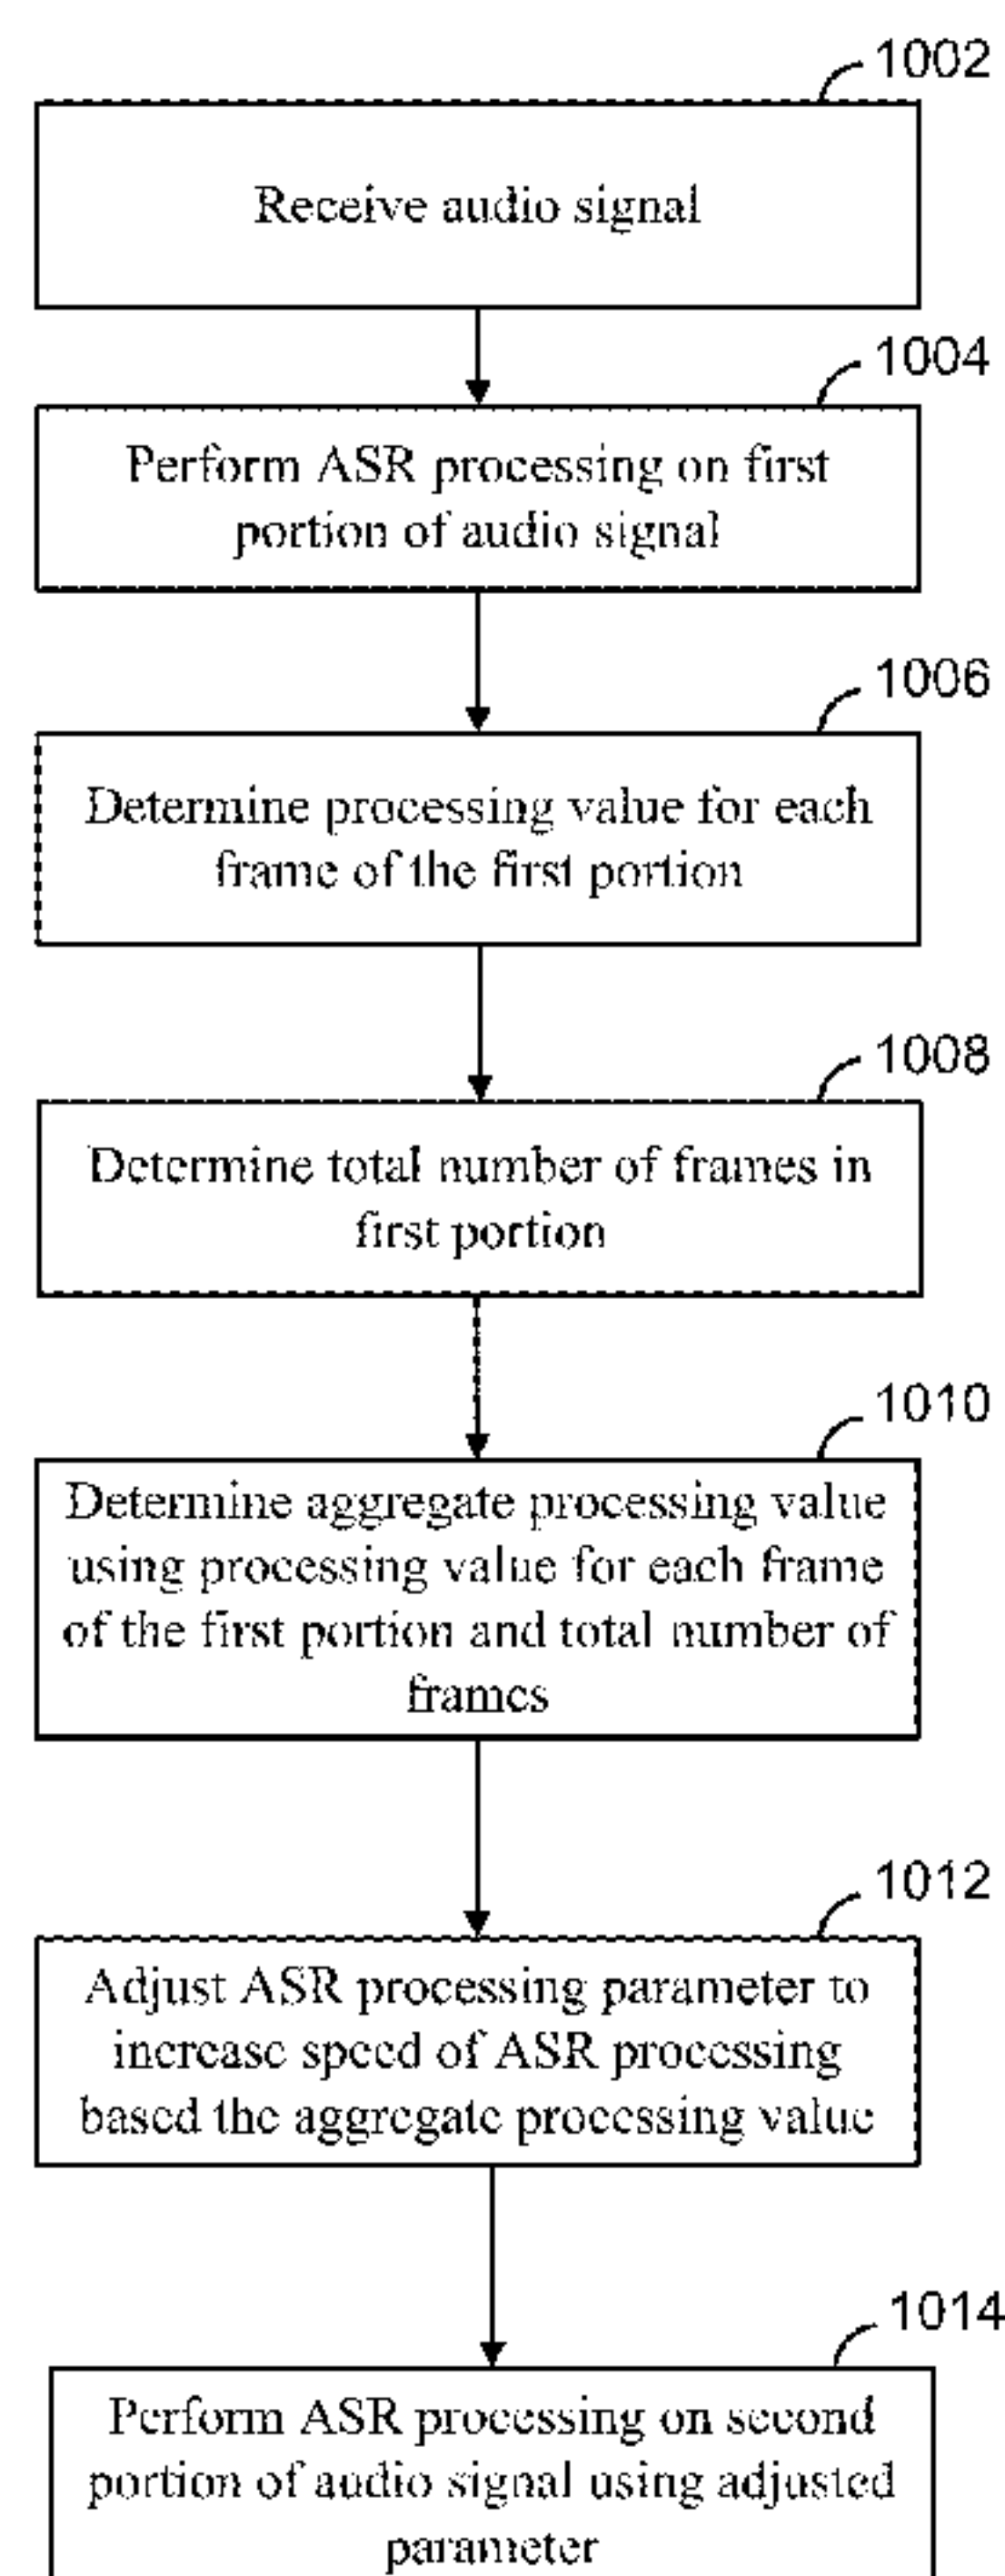 1002
Receive audio signal
1004
Perform ASR processing on first
portion of audio signal
1006
Determine processing value for each
frame of the first portion
1008
Determine total number of frames in
first portion
1010
Determine aggregate processing value
using processing value for each frame
of the first portion and total number of
frames
1012
Adjust ASR processing parameter to
increase speed of ASR processing
based the aggregate processing value
1014
Perform ASR processing on second
portion of audio signal using adjusted
parameter